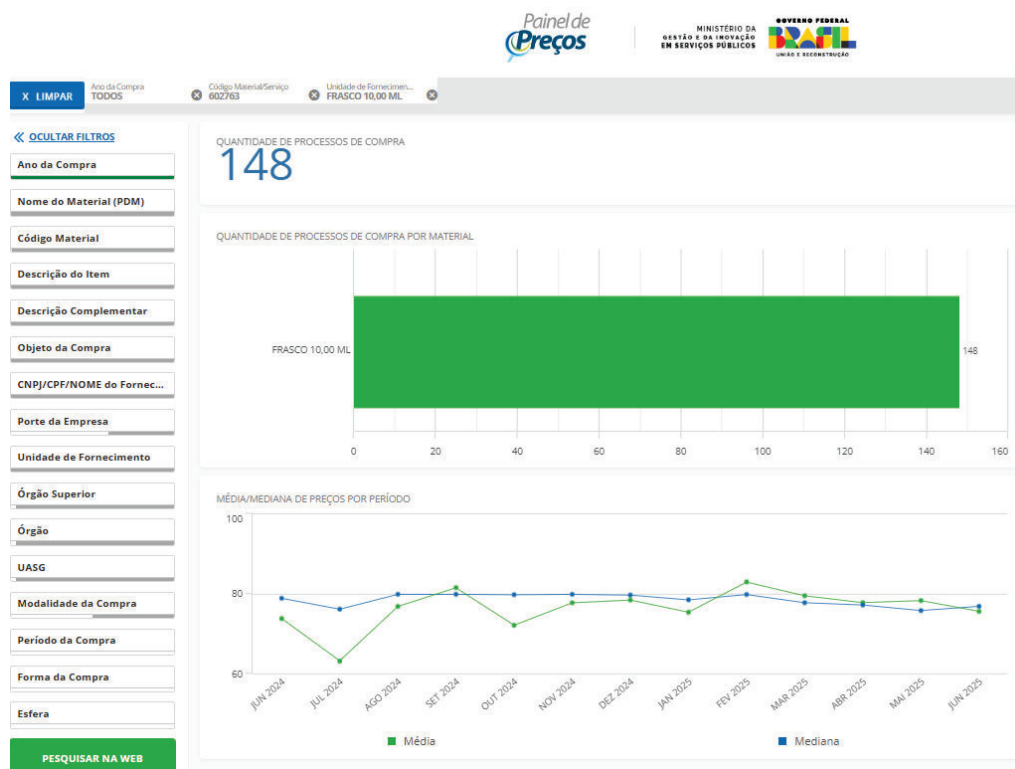 Painel de
Preços
MINISTÉRIO DA
GESTÃO E DA INOVAÇÃO
EM SERVIÇOS PÚBLICOS
GOVERNO FEDERAL
BRASIL
UNIÃO E RECONSTRUÇÃO
X LIMPAR
Ano da Compra
TODOS
Código Material/Serviço
602763
Unidade de Fornecimen...
FRASCO 10,00 ML
OCULTAR FILTROS
Ano da Compra
Nome do Material (PDM)
Código Material
Descrição do Item
Descrição Complementar
Objeto da Compra
CNPJ/CPF/NOME do Fornec...
Porte da Empresa
Unidade de Fornecimento
Órgão Superior
Órgão
UASG
Modalidade da Compra
Período da Compra
Forma da Compra
Esfera
PESQUISAR NA WEB
QUANTIDADE DE PROCESSOS DE COMPRA
148
QUANTIDADE DE PROCESSOS DE COMPRA POR MATERIAL
FRASCO 10,00 ML
148
0 20 40 60 80 100 120 140 160
MÉDIA/MEDIANA DE PREÇOS POR PERÍODO
100
80
60
JUN 2024 JUL 2024 AGO 2024 SET 2024 OUT 2024 NOV 2024 DEZ 2024 JAN 2025 FEV 2025 MAR 2025 ABR 2025 MAI 2025 JUN 2025
Média Mediana